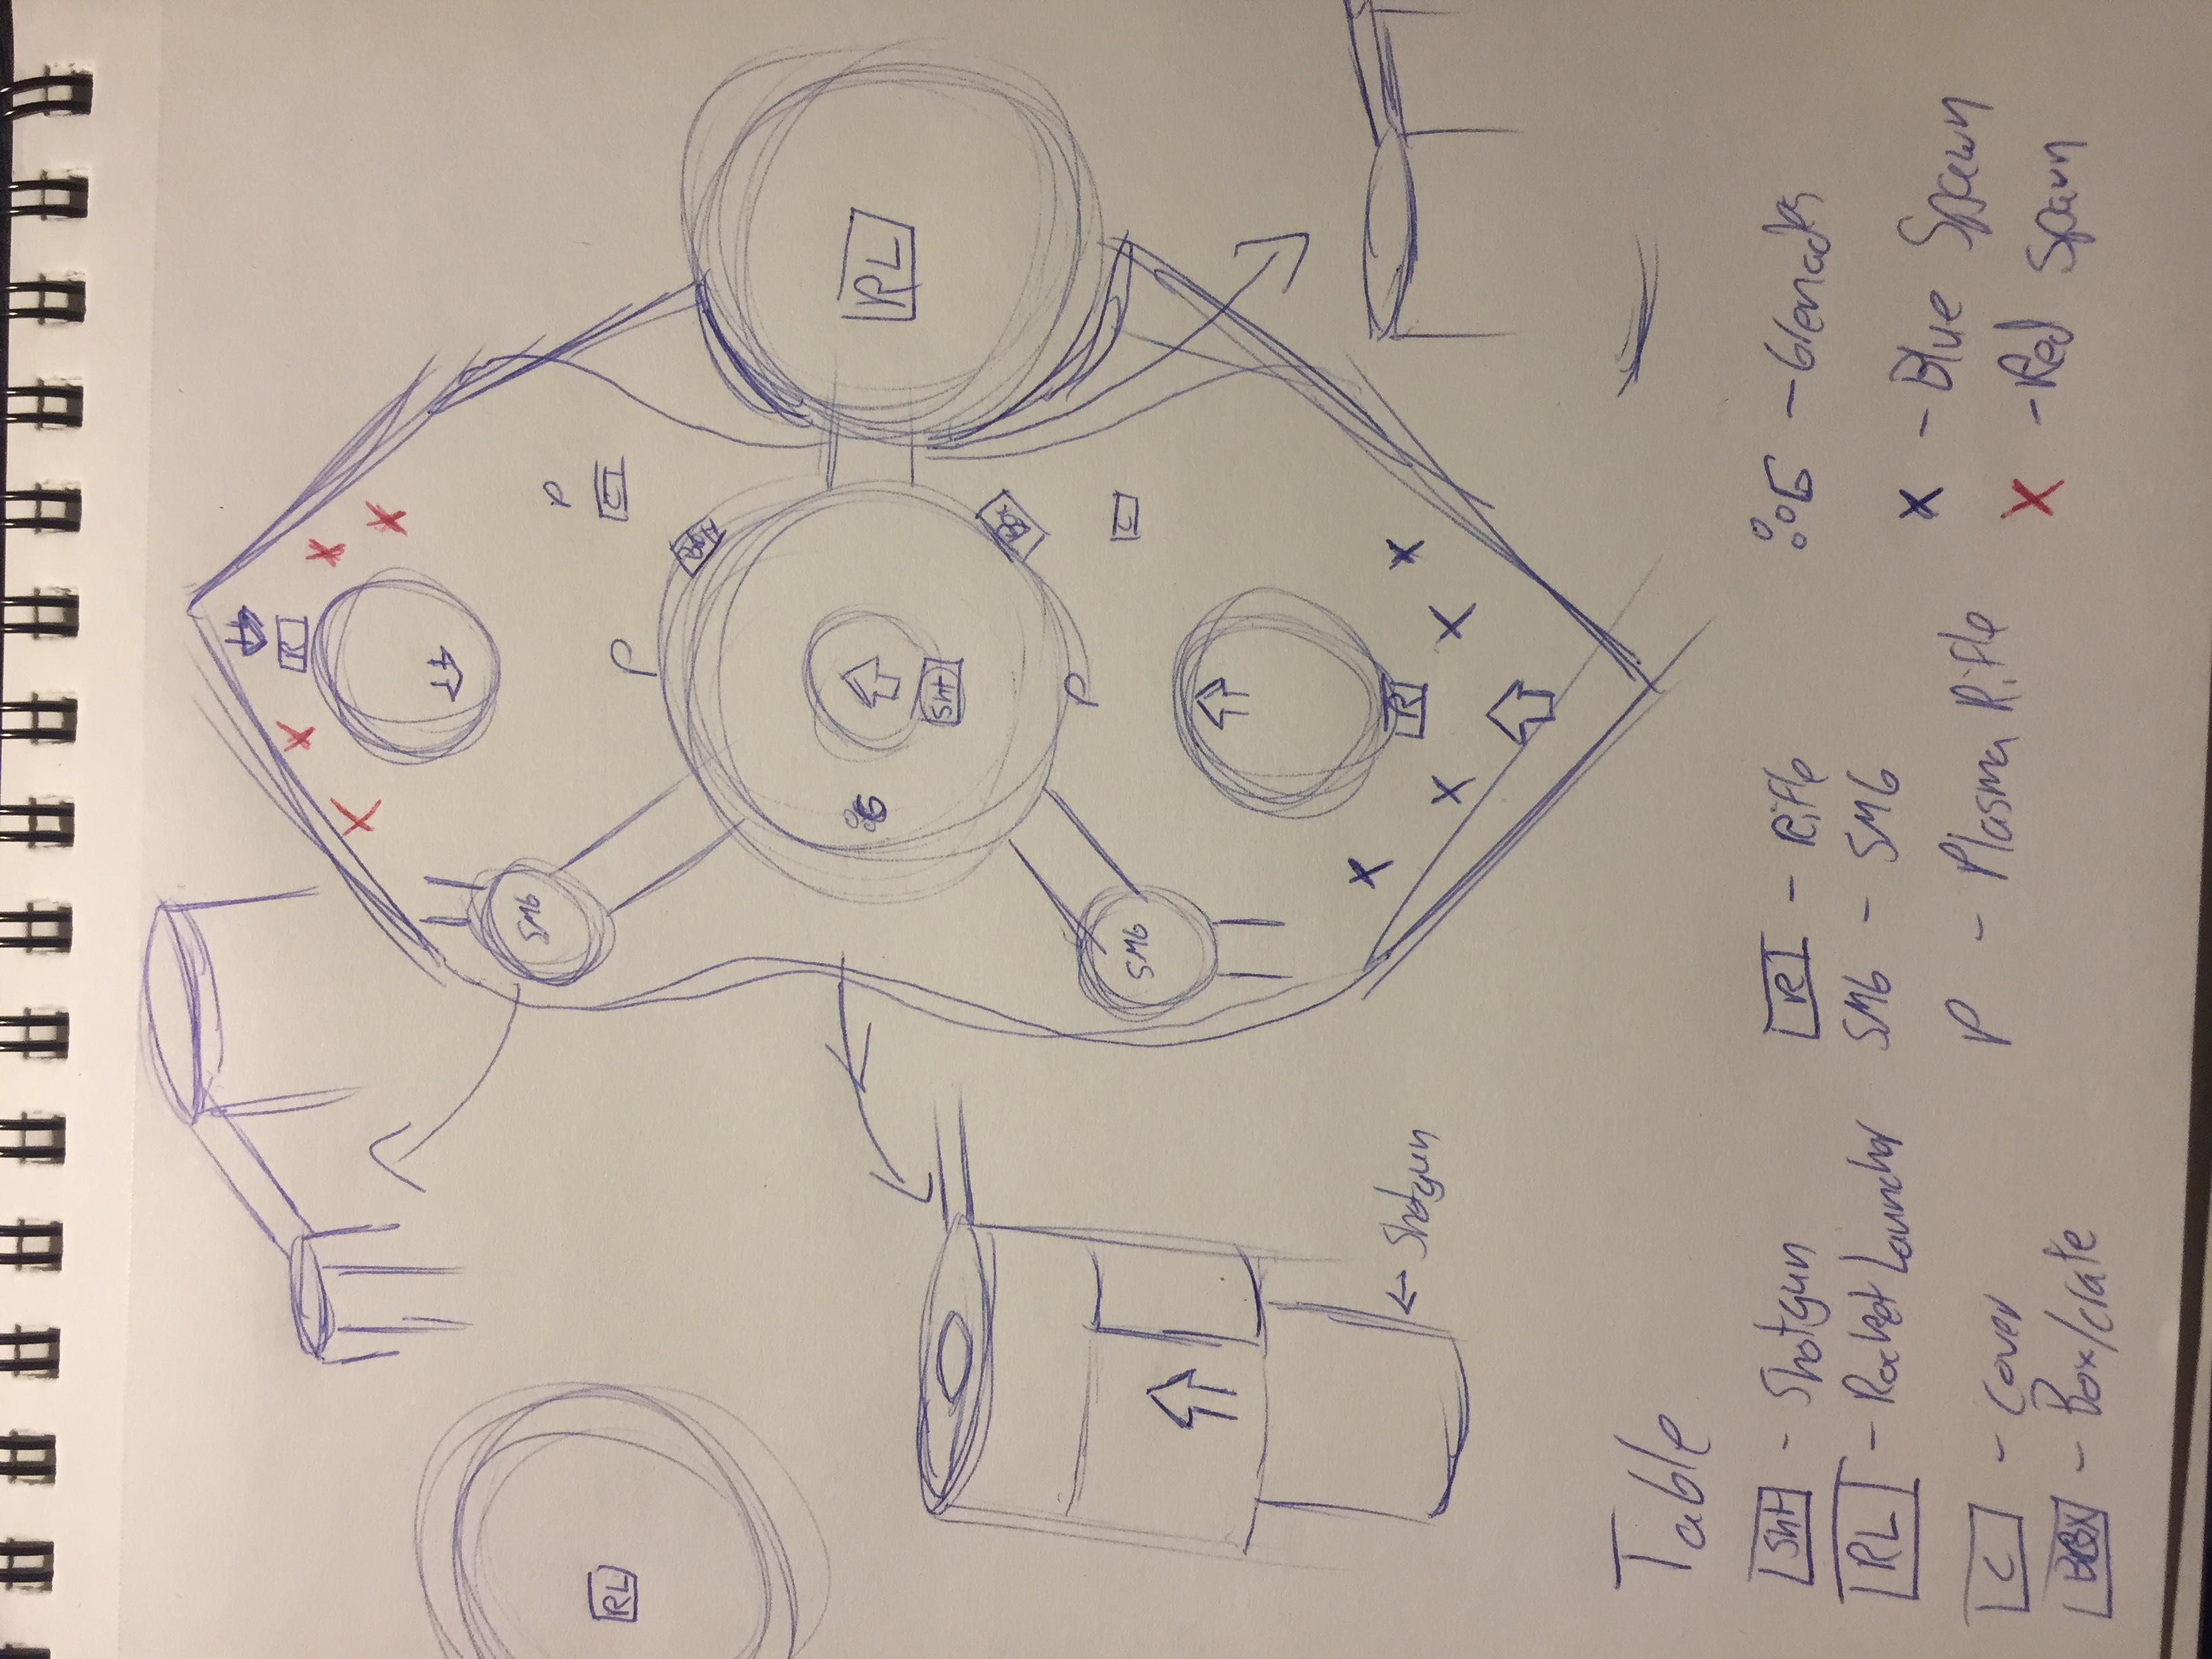 R
SMG
P
C
RL
P
Box
G
RL
Sht
Box
P
C
SMG
R
← Shotgun
Table
Sht - Shotgun
R - Rifle
G - Grenades
RL - Rocket Launcher
SMG - SMG
X - Blue Spawn
C - Cover
P - Plasma Rifle
X - Red Spawn
BOX - Box/crate